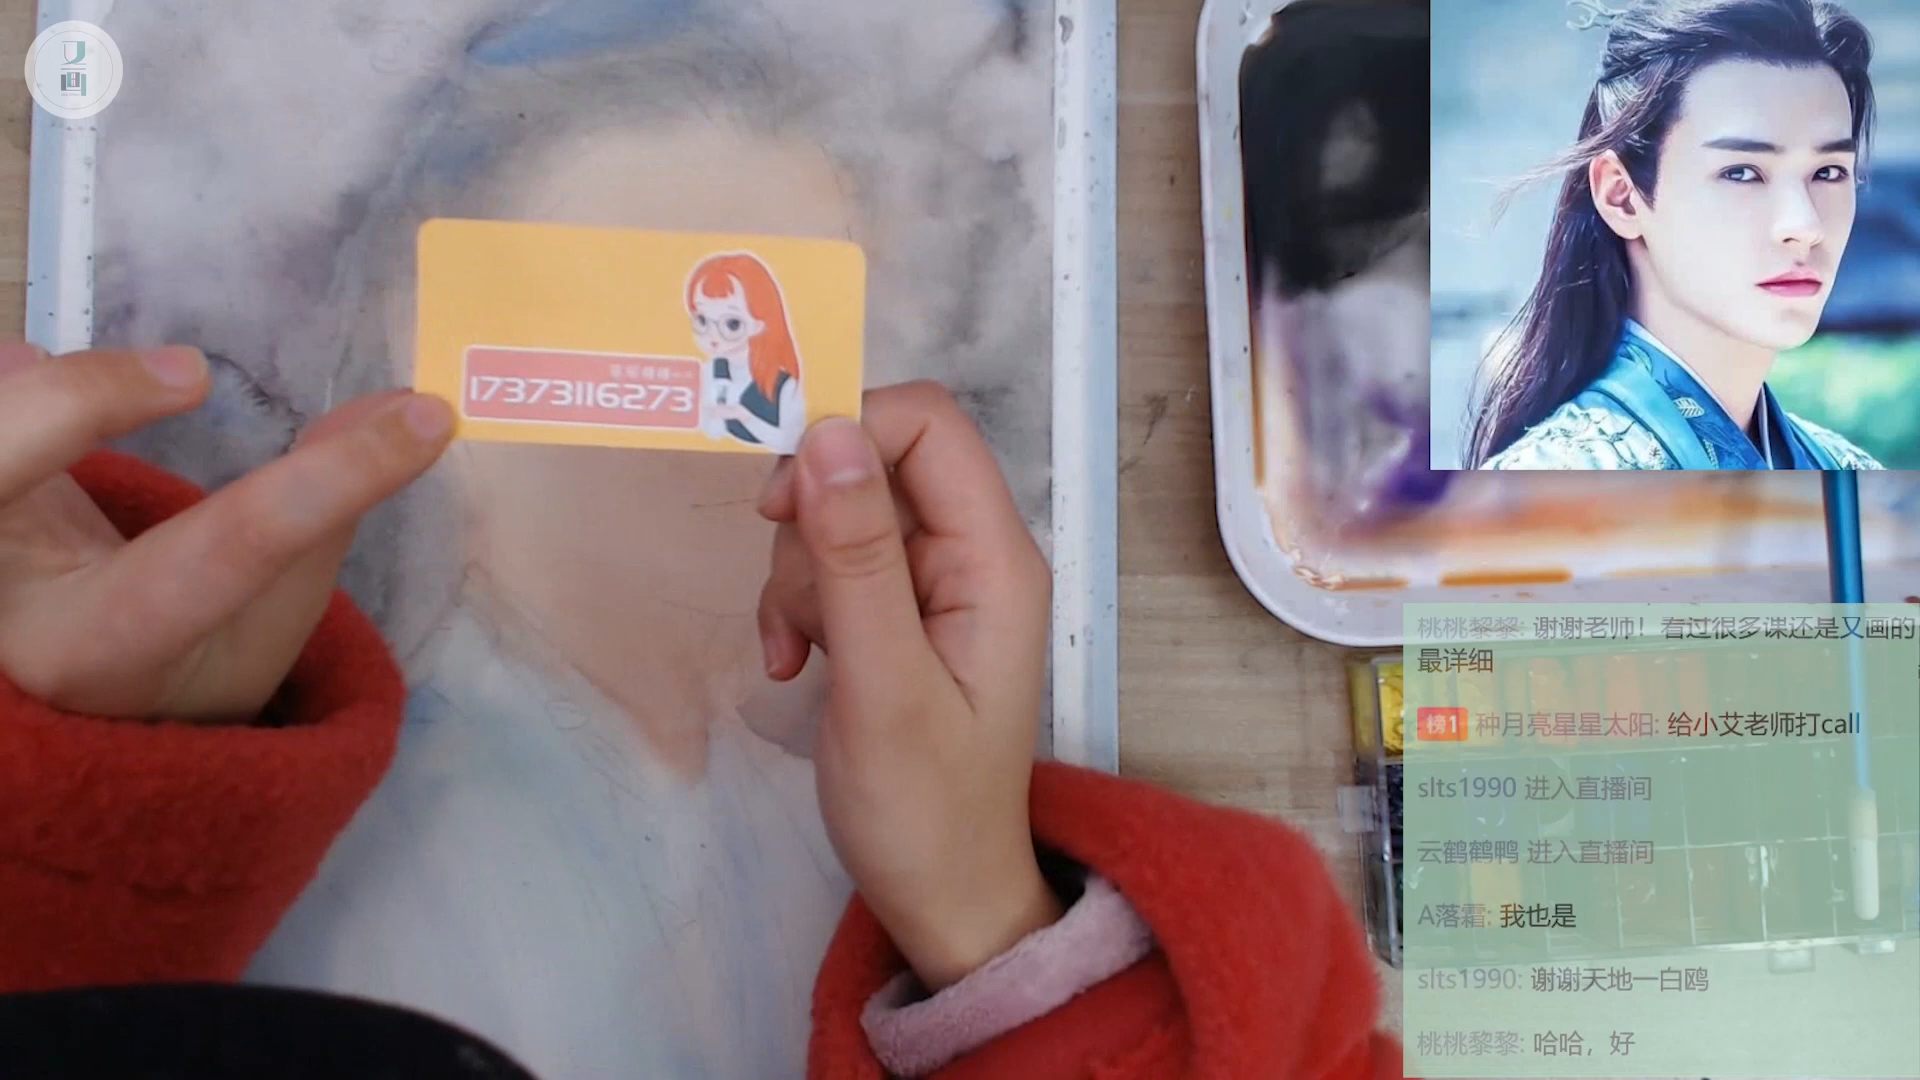 又画
17373116273
桃桃黎黎: 谢谢老师！看过很多课还是又画的
最详细
榜1 种月亮星星太阳: 给小艾老师打call
slts1990 进入直播间
云鹤鹤鸭 进入直播间
A落霜: 我也是
slts1990: 谢谢天地一白鸥
桃桃黎黎: 哈哈，好